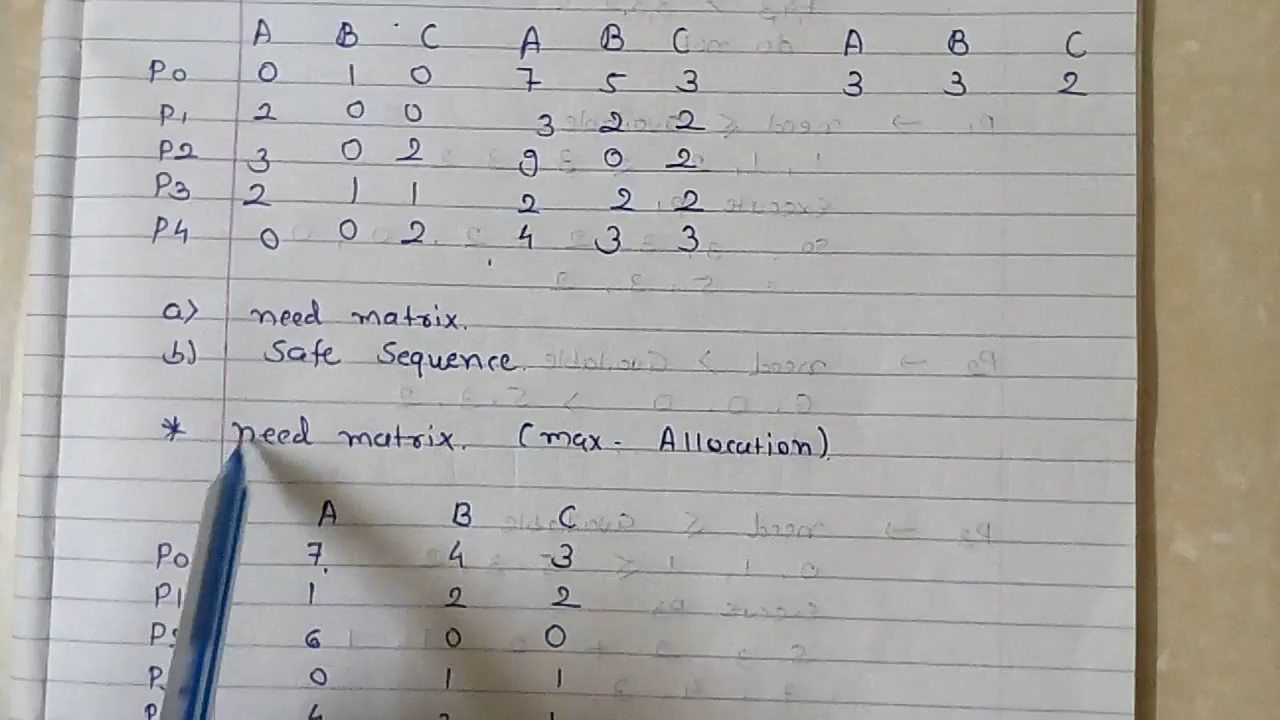 A B C A B C A B C
P0 0 1 0 7 5 3 3 3 2
P1 2 0 0 3 2 2
P2 3 0 2 9 0 2
P3 2 1 1 2 2 2
P4 0 0 2 4 3 3
a) need matrix.
b) Safe Sequence.
* need matrix. (max - Allocation)
A B C
P0 7 4 3
P1 1 2 2
6 0 0
0 1 1
4